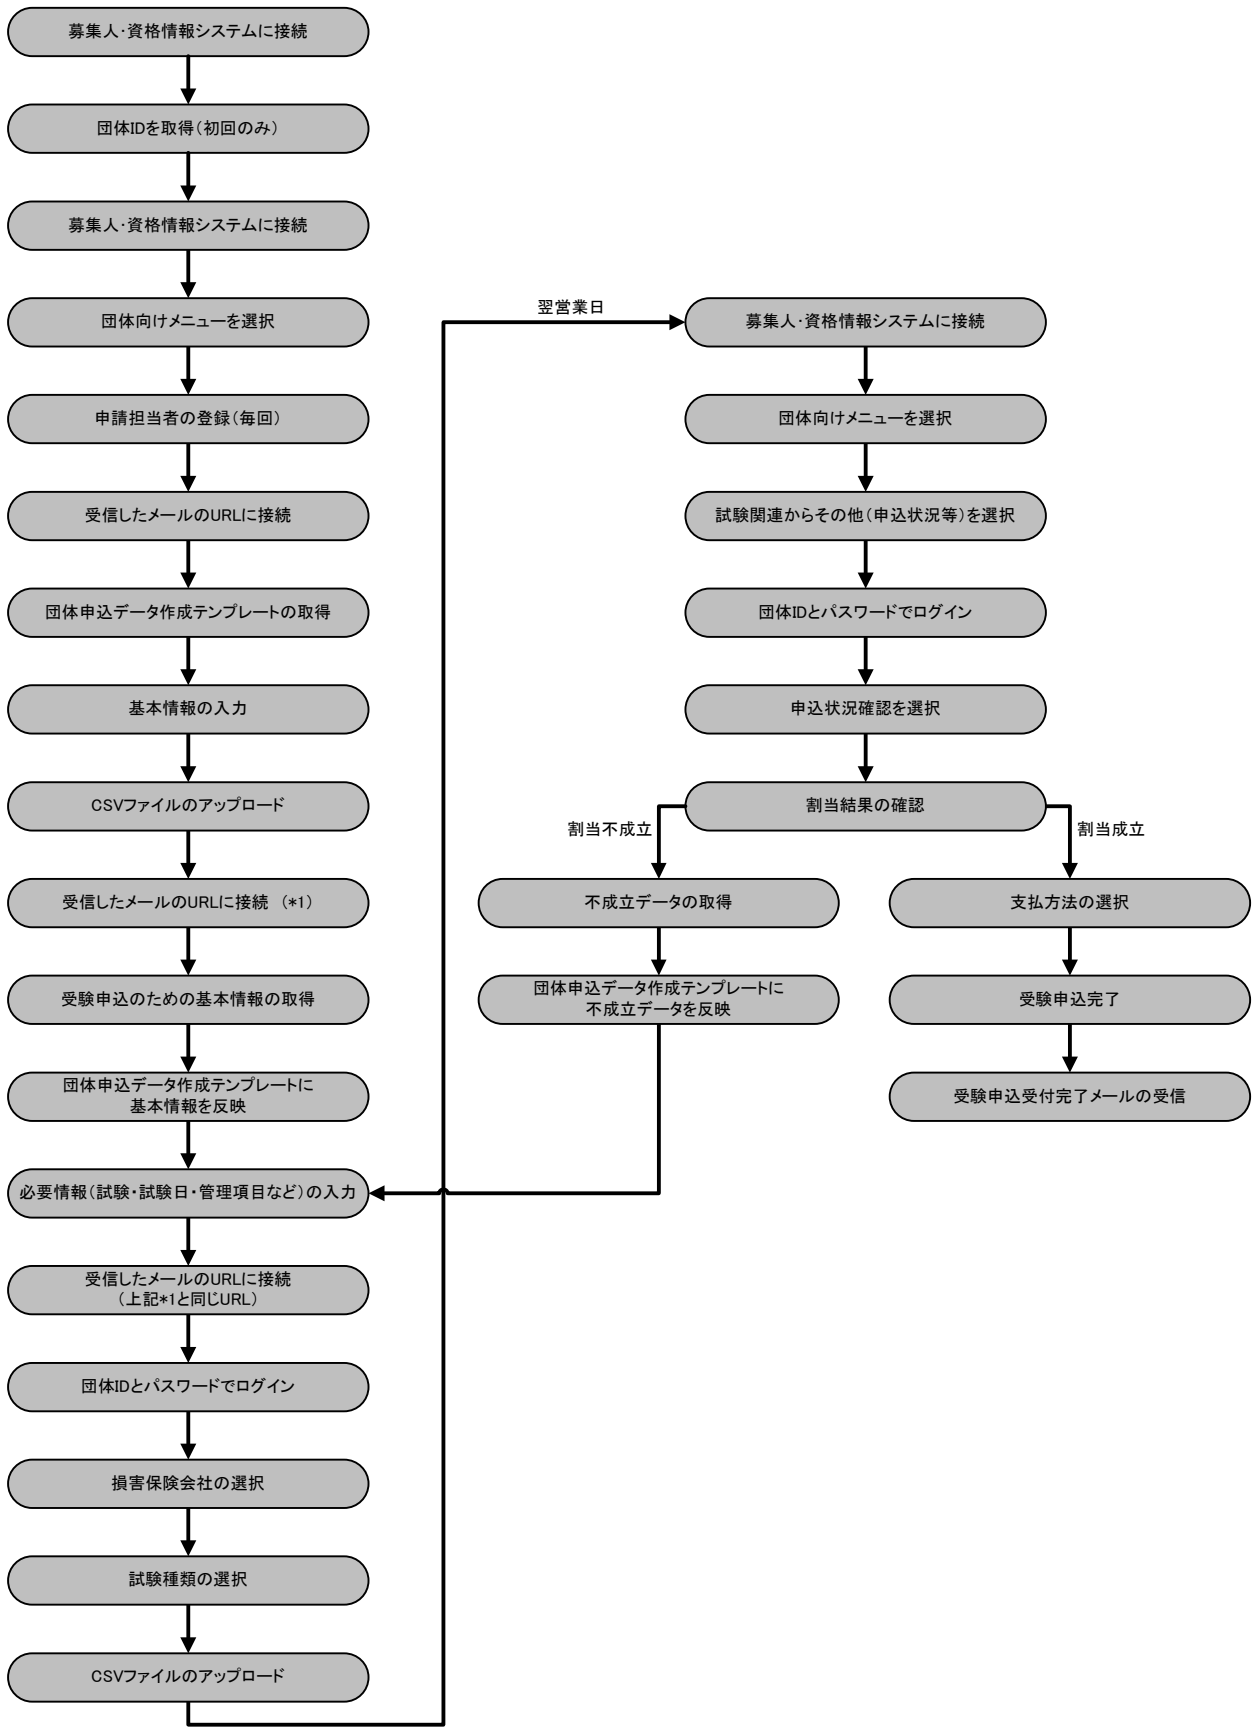 募集人・資格情報システムに接続
団体IDを取得(初回のみ)
募集人・資格情報システムに接続
団体向けメニューを選択
申請担当者の登録(毎回)
受信したメールのURLに接続
団体申込データ作成テンプレートの取得
基本情報の入力
CSVファイルのアップロード
受信したメールのURLに接続 (*1)
受験申込のための基本情報の取得
団体申込データ作成テンプレートに
基本情報を反映
必要情報(試験・試験日・管理項目など)の入力
受信したメールのURLに接続
(上記*1と同じURL)
団体IDとパスワードでログイン
損害保険会社の選択
試験種類の選択
CSVファイルのアップロード
翌営業日
募集人・資格情報システムに接続
団体向けメニューを選択
試験関連からその他(申込状況等)を選択
団体IDとパスワードでログイン
申込状況確認を選択
割当結果の確認
割当不成立
不成立データの取得
団体申込データ作成テンプレートに
不成立データを反映
割当成立
支払方法の選択
受験申込完了
受験申込受付完了メールの受信